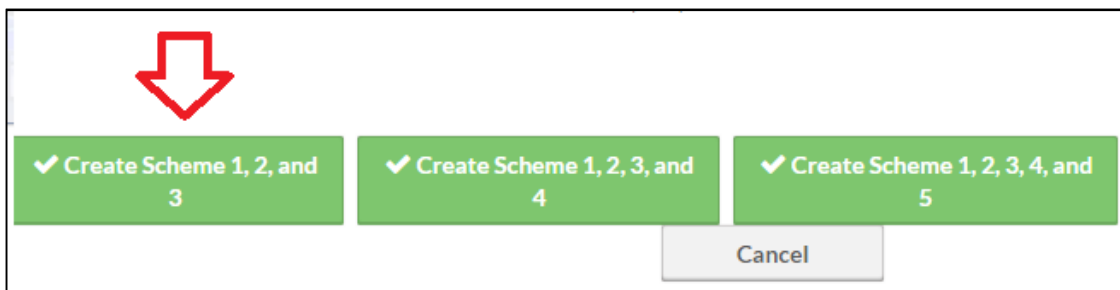 Create Scheme 1, 2, and
3
Create Scheme 1, 2, 3, and
4
Create Scheme 1, 2, 3, 4, and
5
Cancel